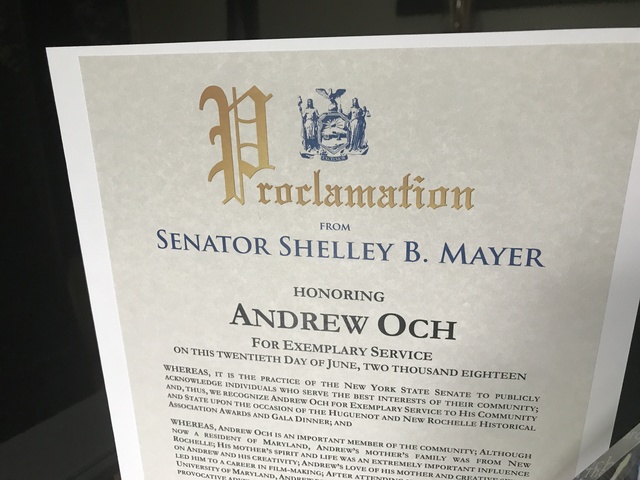 Proclamation
FROM
SENATOR SHELLEY B. MAYER
HONORING
ANDREW OCH
FOR EXEMPLARY SERVICE
ON THIS TWENTIETH DAY OF JUNE, TWO THOUSAND EIGHTEEN
WHEREAS, IT IS THE PRACTICE OF THE NEW YORK STATE SENATE TO PUBLICLY
ACKNOWLEDGE INDIVIDUALS WHO SERVE THE BEST INTERESTS OF THEIR COMMUNITY;
AND, THUS, WE RECOGNIZE ANDREW OCH FOR EXEMPLARY SERVICE TO HIS COMMUNITY
AND STATE UPON THE OCCASION OF THE HUGUENOT AND NEW ROCHELLE HISTORICAL
ASSOCIATION AWARDS AND GALA DINNER; AND
WHEREAS, ANDREW OCH IS AN IMPORTANT MEMBER OF THE COMMUNITY; ALTHOUGH
NOW A RESIDENT OF MARYLAND, ANDREW'S MOTHER'S FAMILY WAS FROM NEW
ROCHELLE; HIS MOTHER'S SPIRIT AND LIFE WAS AN EXTREMELY IMPORTANT INFLUENCE
ON ANDREW AND HIS CREATIVITY; ANDREW'S LOVE OF HIS MOTHER AND CREATIVE
LED HIM TO A CAREER IN FILM-MAKING; AFTER ATTENDING
UNIVERSITY OF MARYLAND, ANDREW
PROVOCATIVE